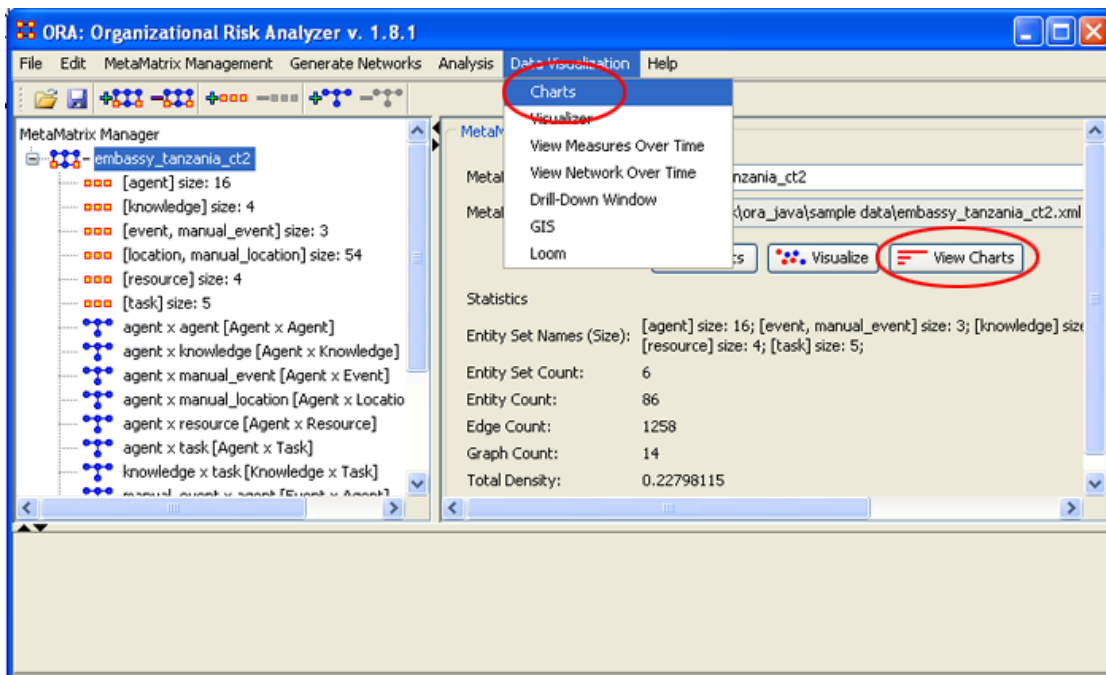 ORA: Organizational Risk Analyzer v. 1.8.1
File Edit MetaMatrix Management Generate Networks Analysis Data Visualization Help
Charts
Visualizer
View Measures Over Time
View Network Over Time
Drill-Down Window
GIS
Loom
MetaMatrix Manager
embassy_tanzania_ct2
[agent] size: 16
[knowledge] size: 4
[event, manual_event] size: 3
[location, manual_location] size: 54
[resource] size: 4
[task] size: 5
agent x agent [Agent x Agent]
agent x knowledge [Agent x Knowledge]
agent x manual_event [Agent x Event]
agent x manual_location [Agent x Locatio
agent x resource [Agent x Resource]
agent x task [Agent x Task]
knowledge x task [Knowledge x Task]
manual_event x agent [Event x Agent]
nzania_ct2
\ora_java\sample data\embassy_tanzania_ct2.xml
Visualize View Charts
Statistics
Entity Set Names (Size): [agent] size: 16; [event, manual_event] size: 3; [knowledge] size
[resource] size: 4; [task] size: 5;
Entity Set Count: 6
Entity Count: 86
Edge Count: 1258
Graph Count: 14
Total Density: 0.22798115